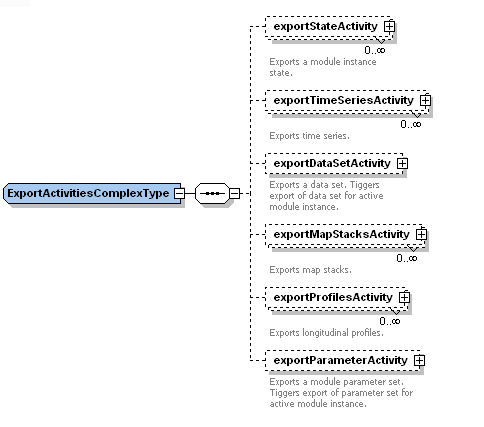 exportStateActivity
0..∞
Exports a module instance
state.
exportTimeSeriesActivity
0..∞
Exports time series.
exportDataSetActivity
Exports a data set. Tiggers
export of data set for active
module instance.
ExportActivitiesComplexType
exportMapStacksActivity
0..∞
Exports map stacks.
exportProfilesActivity
0..∞
Exports longitudinal profiles.
exportParameterActivity
Exports a module parameter set.
Tiggers export of parameter set for
active module instance.